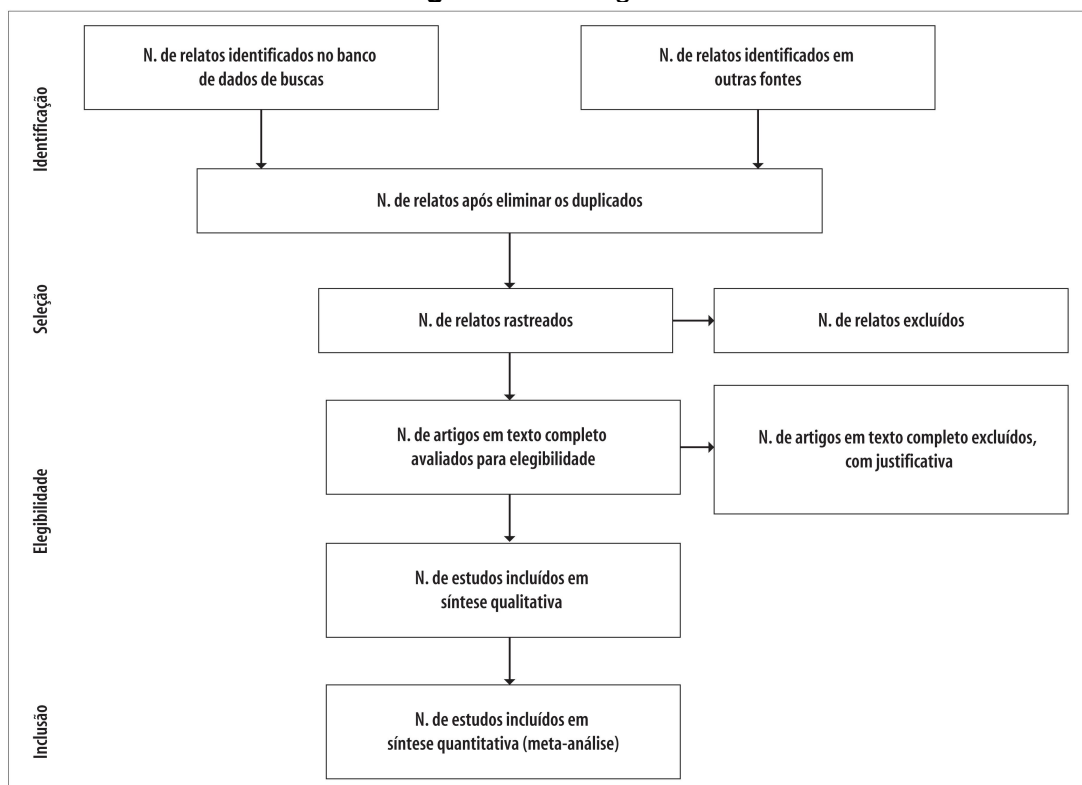 N. de relatos identificados no banco
de dados de buscas
N. de relatos identificados em
outras fontes
Identificação
N. de relatos após eliminar os duplicados
Seleção
N. de relatos rastreados
N. de relatos excluídos
Elegibilidade
N. de artigos em texto completo
avaliados para elegibilidade
N. de artigos em texto completo excluídos,
com justificativa
N. de estudos incluídos em
síntese qualitativa
Inclusão
N. de estudos incluídos em
síntese quantitativa (meta-análise)